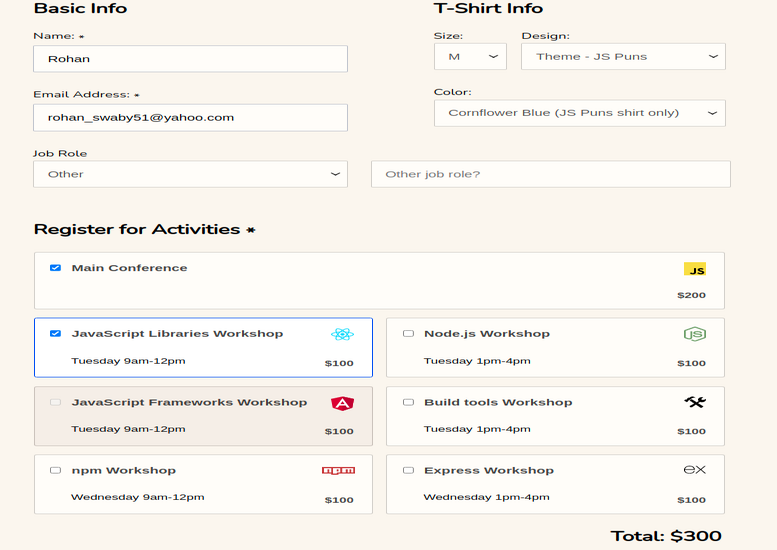 Basic Info
T-Shirt Info
Name: *
Rohan
Size:
Design:
M
Theme - JS Puns
Email Address: *
rohan_swaby51@yahoo.com
Color:
Cornflower Blue (JS Puns shirt only)
Job Role
Other
Other job role?
Register for Activities *
Main Conference
JS
$200
JavaScript Libraries Workshop
Tuesday 9am-12pm
$100
Node.js Workshop
JS
Tuesday 1pm-4pm
$100
JavaScript Frameworks Workshop
A
Tuesday 9am-12pm
$100
Build tools Workshop
Tuesday 1pm-4pm
$100
npm Workshop
npm
Wednesday 9am-12pm
$100
Express Workshop
ex
Wednesday 1pm-4pm
$100
Total: $300